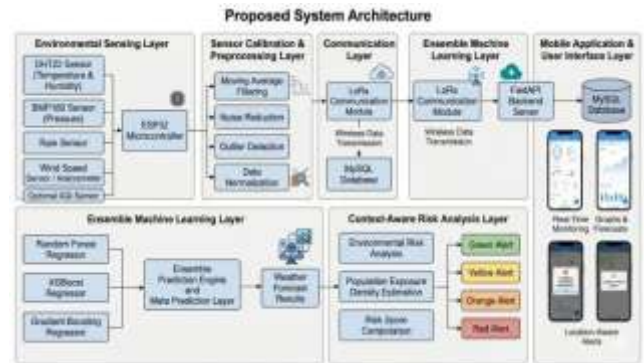 Proposed System Architecture
Environmental Sensing Layer
DHT22 Sensor
(Temperature &
Humidity)
BMP180 Sensor
(Pressure)
Rain Sensor
Wind Speed
Sensor / Anemometer
Optional AQI Sensor
ESP32
Microcontroller
Sensor Calibration &
Preprocessing Layer
Moving Average
Filtering
Noise Reduction
Outlier Detection
Data
Normalization
Communication
Layer
LoRa
Communication
Module
Wireless Data
Transmission
MySQL
Database
Ensemble Machine
Learning Layer
LoRa
Communication
Module
Wireless Data
Transmission
FastAPI
Backend
Server
Mobile Application &
User Interface Layer
MySQL
Database
Real-Time
Monitoring
Graphs &
Forecasts
Location-Aware
Alerts
Ensemble Machine Learning Layer
Random Forest
Regressor
XGBoost
Regressor
Gradient Boosting
Regressor
Ensemble
Prediction Engine
and
Meta Prediction Layer
Weather
Forecast
Results
Context-Aware Risk Analysis Layer
Environmental Risk
Analysis
Population Exposure
Density Estimation
Risk Score
Computation
Green Alert
Yellow Alert
Orange Alert
Red Alert